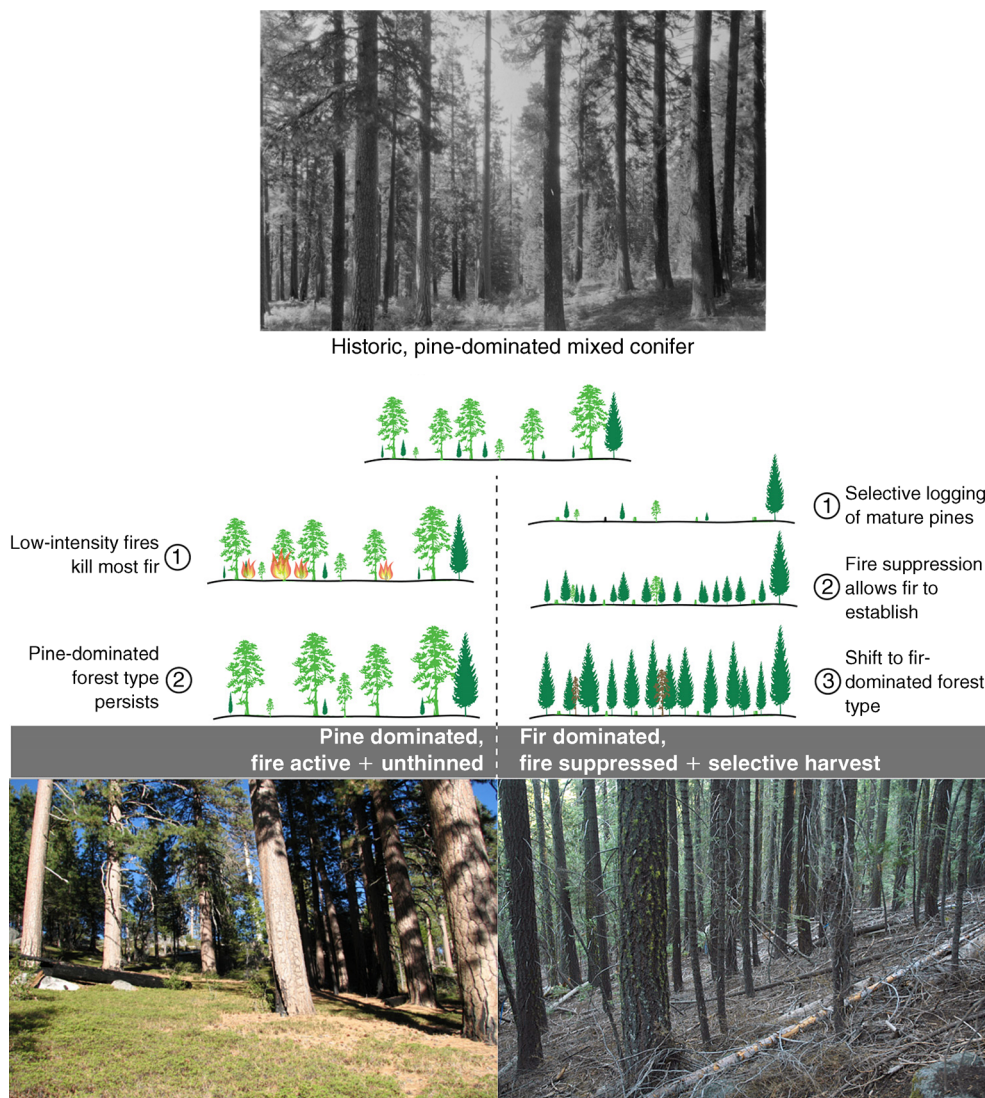 Historic, pine-dominated mixed conifer
Low-intensity fires
kill most fir
1
Pine-dominated
forest type
persists
2
1
Selective logging
of mature pines
2
Fire suppression
allows fir to
establish
3
Shift to fir-
dominated forest
type
Pine dominated,
fire active + unthinned
Fir dominated,
fire suppressed + selective harvest